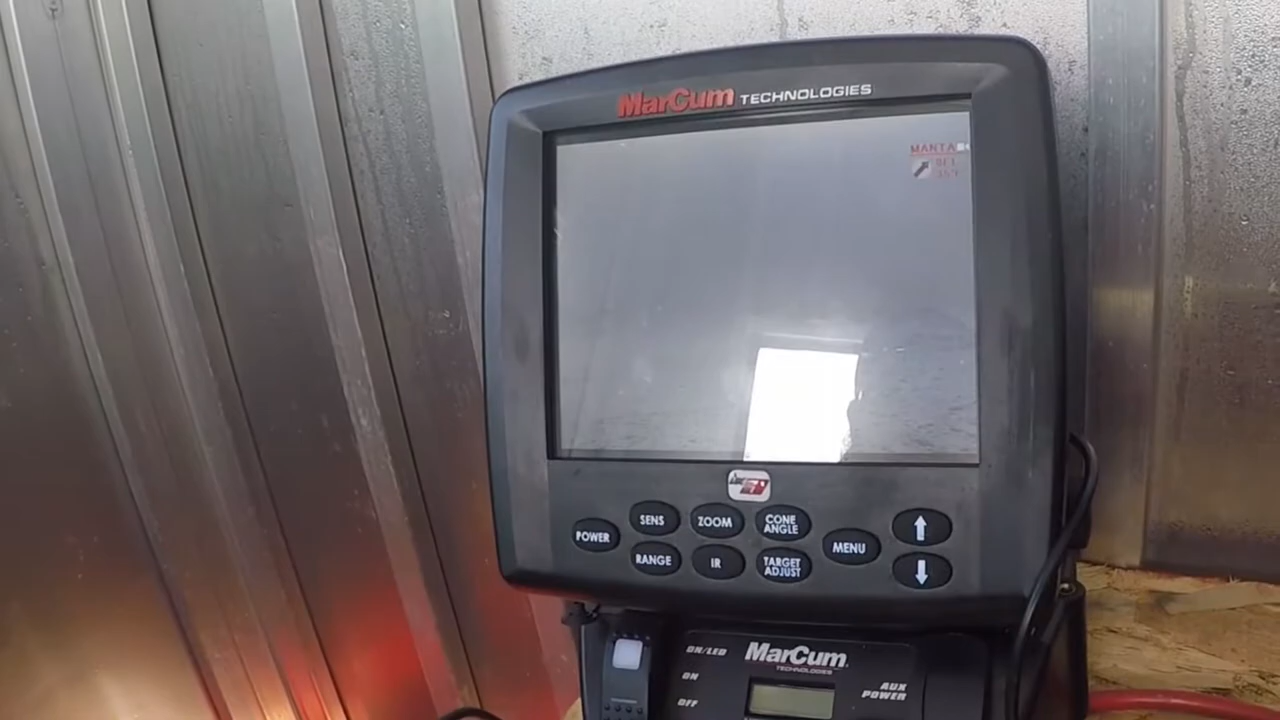 MarCum TECHNOLOGIES
MANTA
POWER
SENS
ZOOM
CONE ANGLE
RANGE
IR
TARGET ADJUST
MENU
ON/LED
ON
OFF
MarCum
TECHNOLOGIES
AUX POWER